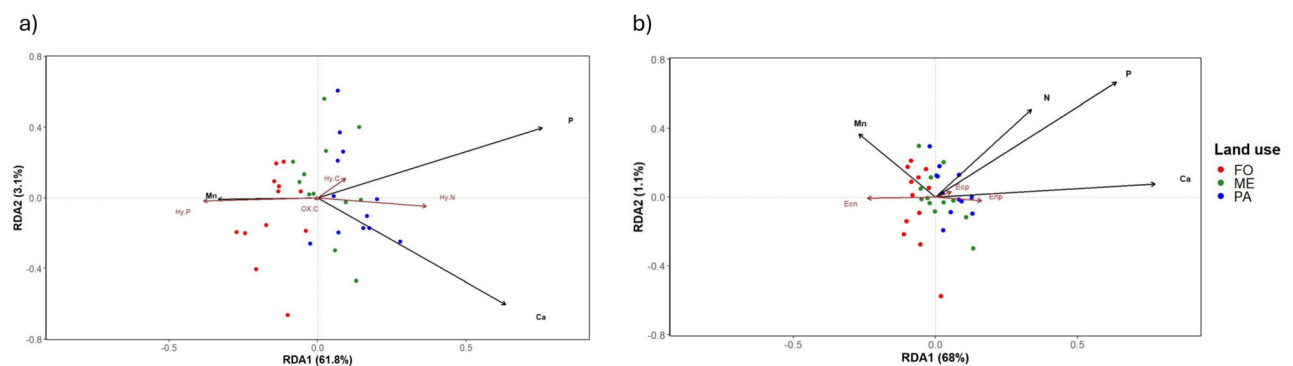 a)
0.8
0.4
0.0
-0.4
-0.8
RDA2 (3.1%)
P
Hy.C
Mn
Hy.P
OX.C
Hy.N
Ca
-0.5
0.0
0.5
RDA1 (61.8%)
b)
0.8
0.4
0.0
-0.4
-0.8
RDA2 (1.1%)
P
N
Mn
Ca
Ecp
Ecn
Enp
-0.5
0.0
0.5
RDA1 (68%)
Land use
FO
ME
PA